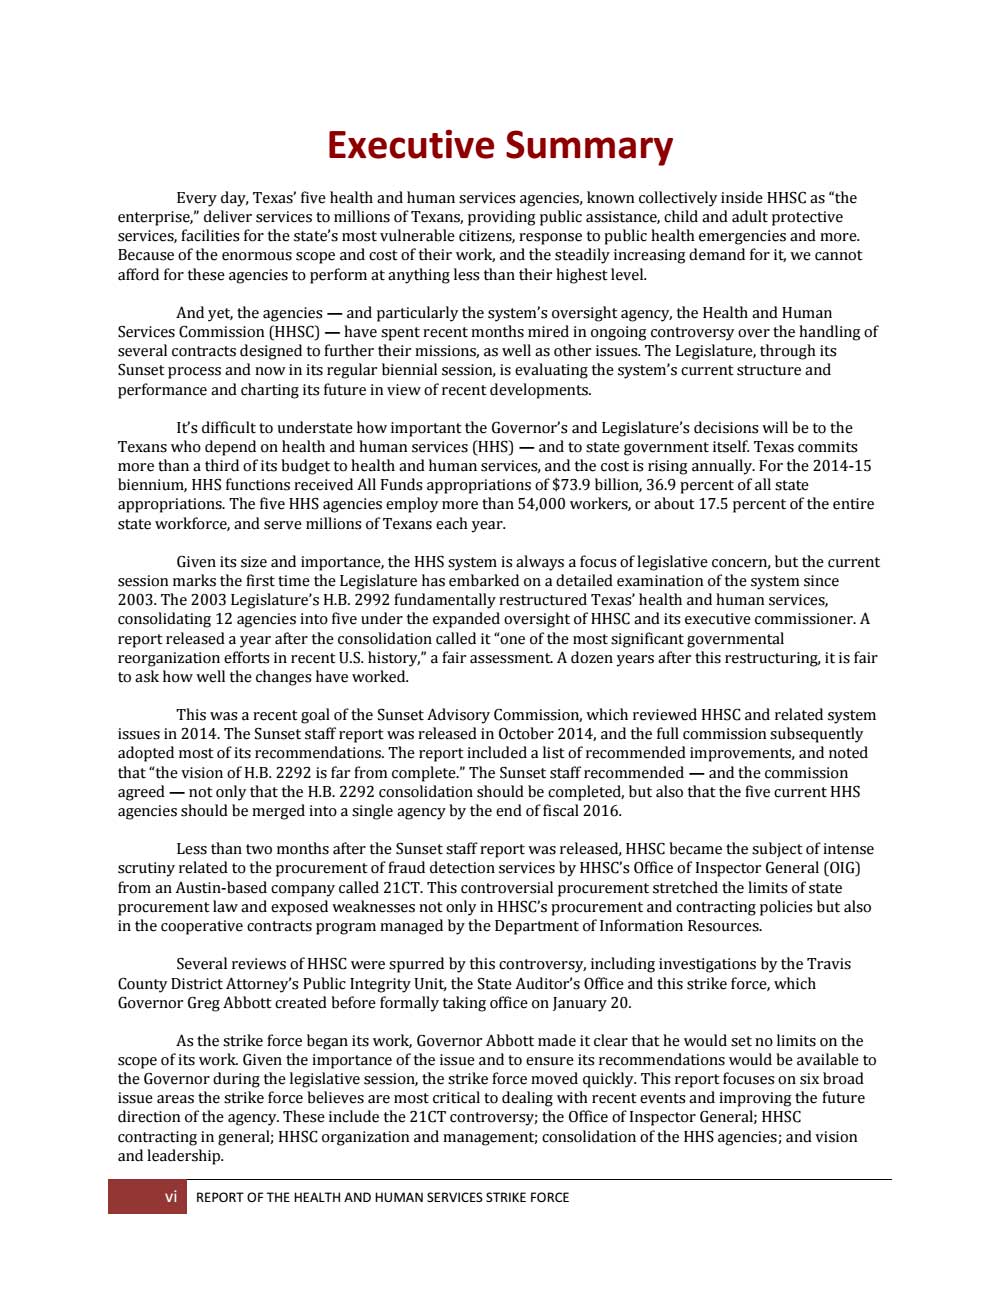 Executive Summary
Every day, Texas’ five health and human services agencies, known collectively inside HHSC as “the
enterprise,” deliver services to millions of Texans, providing public assistance, child and adult protective
services, facilities for the state’s most vulnerable citizens, response to public health emergencies and more.
Because of the enormous scope and cost of their work, and the steadily increasing demand for it, we cannot
afford for these agencies to perform at anything less than their highest level.
And yet, the agencies — and particularly the system’s oversight agency, the Health and Human
Services Commission (HHSC) — have spent recent months mired in ongoing controversy over the handling of
several contracts designed to further their missions, as well as other issues. The Legislature, through its
Sunset process and now in its regular biennial session, is evaluating the system’s current structure and
performance and charting its future in view of recent developments.
It’s difficult to understate how important the Governor’s and Legislature’s decisions will be to the
Texans who depend on health and human services (HHS) — and to state government itself. Texas commits
more than a third of its budget to health and human services, and the cost is rising annually. For the 2014-15
biennium, HHS functions received All Funds appropriations of $73.9 billion, 36.9 percent of all state
appropriations. The five HHS agencies employ more than 54,000 workers, or about 17.5 percent of the entire
state workforce, and serve millions of Texans each year.
Given its size and importance, the HHS system is always a focus of legislative concern, but the current
session marks the first time the Legislature has embarked on a detailed examination of the system since
2003. The 2003 Legislature’s H.B. 2992 fundamentally restructured Texas’ health and human services,
consolidating 12 agencies into five under the expanded oversight of HHSC and its executive commissioner. A
report released a year after the consolidation called it “one of the most significant governmental
reorganization efforts in recent U.S. history,” a fair assessment. A dozen years after this restructuring, it is fair
to ask how well the changes have worked.
This was a recent goal of the Sunset Advisory Commission, which reviewed HHSC and related system
issues in 2014. The Sunset staff report was released in October 2014, and the full commission subsequently
adopted most of its recommendations. The report included a list of recommended improvements, and noted
that “the vision of H.B. 2292 is far from complete.” The Sunset staff recommended — and the commission
agreed — not only that the H.B. 2292 consolidation should be completed, but also that the five current HHS
agencies should be merged into a single agency by the end of fiscal 2016.
Less than two months after the Sunset staff report was released, HHSC became the subject of intense
scrutiny related to the procurement of fraud detection services by HHSC’s Office of Inspector General (OIG)
from an Austin-based company called 21CT. This controversial procurement stretched the limits of state
procurement law and exposed weaknesses not only in HHSC’s procurement and contracting policies but also
in the cooperative contracts program managed by the Department of Information Resources.
Several reviews of HHSC were spurred by this controversy, including investigations by the Travis
County District Attorney’s Public Integrity Unit, the State Auditor’s Office and this strike force, which
Governor Greg Abbott created before formally taking office on January 20.
As the strike force began its work, Governor Abbott made it clear that he would set no limits on the
scope of its work. Given the importance of the issue and to ensure its recommendations would be available to
the Governor during the legislative session, the strike force moved quickly. This report focuses on six broad
issue areas the strike force believes are most critical to dealing with recent events and improving the future
direction of the agency. These include the 21CT controversy; the Office of Inspector General; HHSC
contracting in general; HHSC organization and management; consolidation of the HHS agencies; and vision
and leadership.
vi REPORT OF THE HEALTH AND HUMAN SERVICES STRIKE FORCE